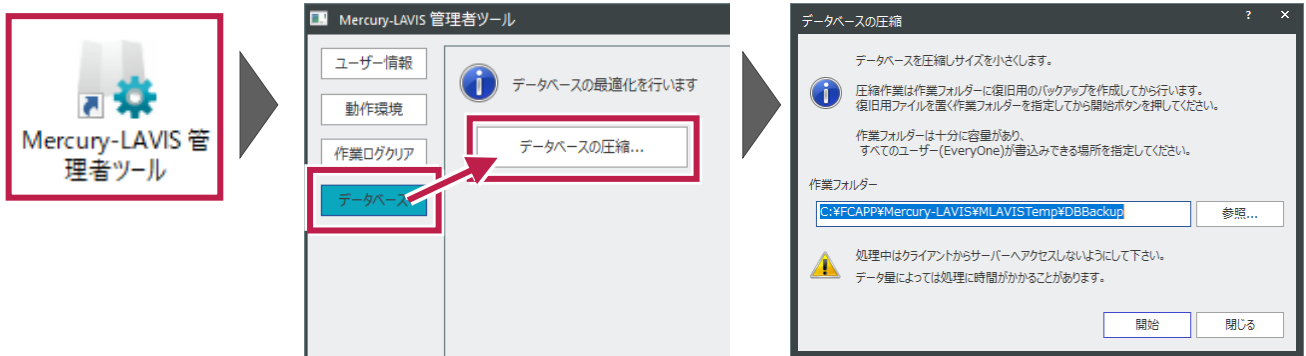 Mercury-LAVIS 管
理者ツール
Mercury-LAVIS 管理者ツール
ユーザー情報
動作環境
作業ログクリア
データベース
データベースの最適化を行います
データベースの圧縮...
データベースの圧縮
? ×
データベースを圧縮しサイズを小さくします。
圧縮作業は作業フォルダーに復旧用のバックアップを作成してから行います。
復旧用ファイルを置く作業フォルダーを指定してから開始ボタンを押してください。
作業フォルダーは十分に容量があり、
すべてのユーザー(EveryOne)が書込みできる場所を指定してください。
作業フォルダー
C:¥FCAPP¥Mercury-LAVIS¥MLAVISTemp¥DBBackup
参照...
処理中はクライアントからサーバーへアクセスしないようにして下さい。
データ量によっては処理に時間がかかることがあります。
開始
閉じる